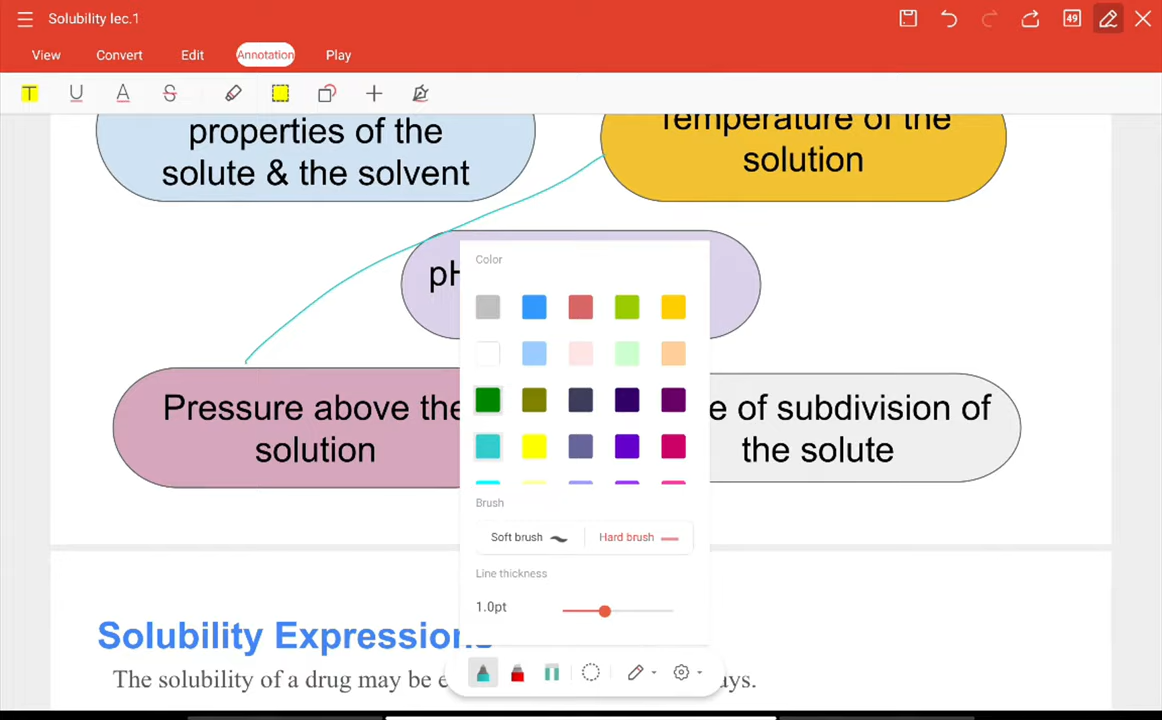 Solubility lec.1
49
View Convert Edit Annotation Play
T U A S
properties of the
solute & the solvent
Temperature of the
solution
pH
Pressure above the
solution
e of subdivision of
the solute
Color
Brush
Soft brush Hard brush
Line thickness
1.0pt
Solubility Expressions
The solubility of a drug may be e
ays.